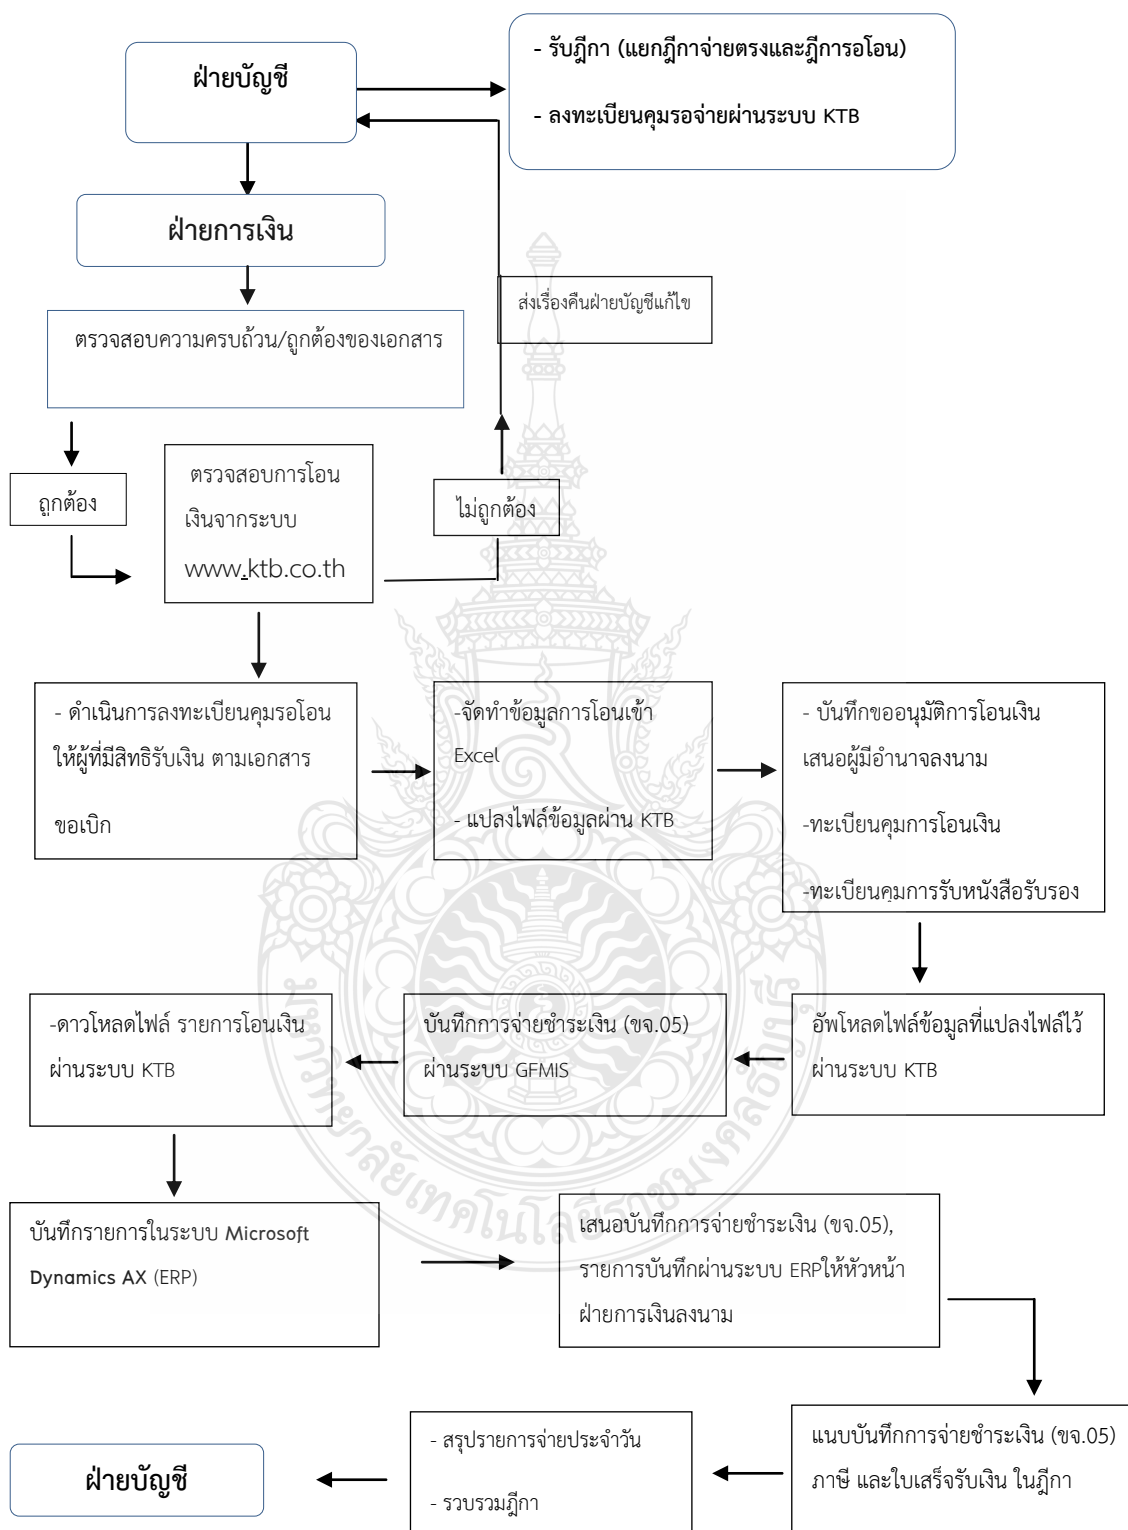 ฝ่ายบัญชี
- รับฎีกา (แยกฎีกาจ่ายตรงและฎีการอโอน)
- ลงทะเบียนคุมรอจ่ายผ่านระบบ KTB
ฝ่ายการเงิน
ส่งเรื่องคืนฝ่ายบัญชีแก้ไข
ตรวจสอบความครบถ้วน/ถูกต้องของเอกสาร
ถูกต้อง
ตรวจสอบการโอน
เงินจากระบบ
www.ktb.co.th
ไม่ถูกต้อง
- ดำเนินการลงทะเบียนคุมรอโอน
ให้ผู้ที่มีสิทธิรับเงิน ตามเอกสาร
ขอเบิก
-จัดทำข้อมูลการโอนเข้า
Excel
- แปลงไฟล์ข้อมูลผ่าน KTB
- บันทึกขออนุมัติการโอนเงิน
เสนอผู้มีอำนาจลงนาม
-ทะเบียนคุมการโอนเงิน
-ทะเบียนคุมการรับหนังสือรับรอง
-ดาวโหลดไฟล์ รายการโอนเงิน
ผ่านระบบ KTB
บันทึกการจ่ายชำระเงิน (ขจ.05)
ผ่านระบบ GFMIS
อัพโหลดไฟล์ข้อมูลที่แปลงไฟล์ไว้
ผ่านระบบ KTB
มหาวิทยาลัยเทคโนโลยีราชมงคลธัญบุรี
บันทึกรายการในระบบ Microsoft
Dynamics AX (ERP)
เสนอบันทึกการจ่ายชำระเงิน (ขจ.05),
รายการบันทึกผ่านระบบ ERPให้หัวหน้า
ฝ่ายการเงินลงนาม
แนบบันทึกการจ่ายชำระเงิน (ขจ.05)
ภาษี และใบเสร็จรับเงิน ในฎีกา
- สรุปรายการจ่ายประจำวัน
- รวบรวมฎีกา
ฝ่ายบัญชี